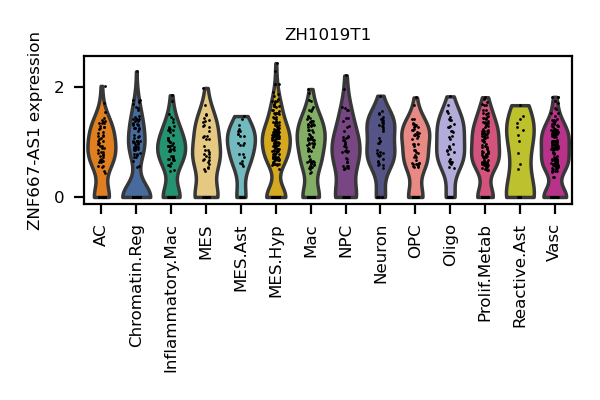 ZH1019T1
ZNF667-AS1 expression
2
0
AC
Chromatin.Reg
Inflammatory.Mac
MES
MES.Ast
MES.Hyp
Mac
NPC
Neuron
OPC
Oligo
Prolif.Metab
Reactive.Ast
Vasc